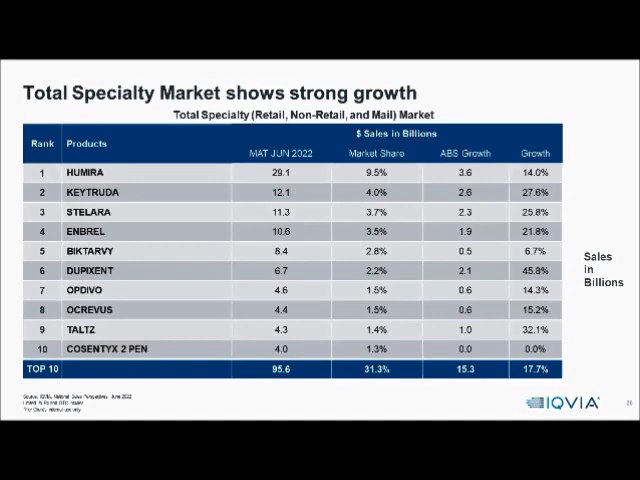 Total Specialty Market shows strong growth
Total Specialty (Retail, Non-Retail, and Mail) Market
Rank Products $ Sales in Billions
MAT JUN 2022 Market Share ABS Growth Growth
1 HUMIRA 29.1 9.5% 3.6 14.0%
2 KEYTRUDA 12.1 4.0% 2.6 27.6%
3 STELARA 11.3 3.7% 2.3 25.8%
4 ENBREL 10.6 3.5% 1.9 21.8%
5 BIKTARVY 8.4 2.8% 0.5 6.7%
6 DUPIXENT 6.7 2.2% 2.1 45.8%
7 OPDIVO 4.6 1.5% 0.6 14.3%
8 OCREVUS 4.4 1.5% 0.6 15.2%
9 TALTZ 4.3 1.4% 1.0 32.1%
10 COSENTYX 2 PEN 4.0 1.3% 0.0 0.0%
TOP 10 95.6 31.3% 15.3 17.7%
Sales
in
Billions
Source: IQVIA, National Sales Perspectives, June 2022
IQVIA